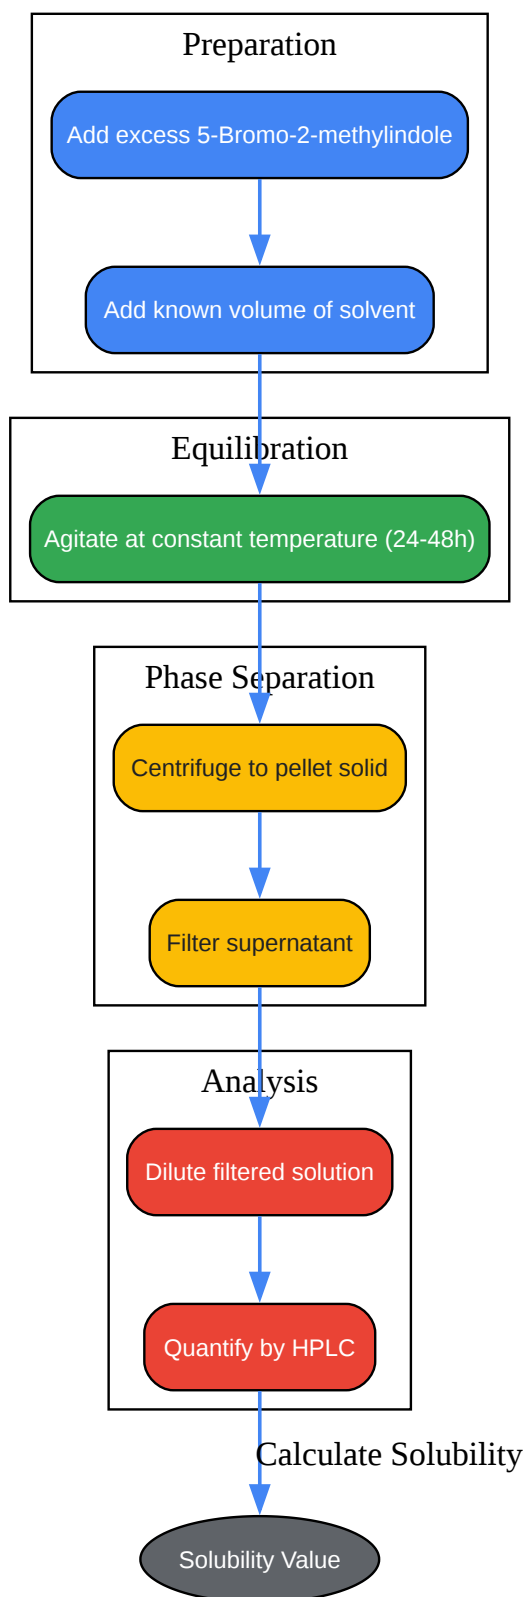 Preparation
Add excess 5-Bromo-2-methylindole
Add known volume of solvent
Equilibration
Agitate at constant temperature (24-48h)
Phase Separation
Centrifuge to pellet solid
Filter supernatant
Analysis
Dilute filtered solution
Quantify by HPLC
Calculate Solubility
Solubility Value